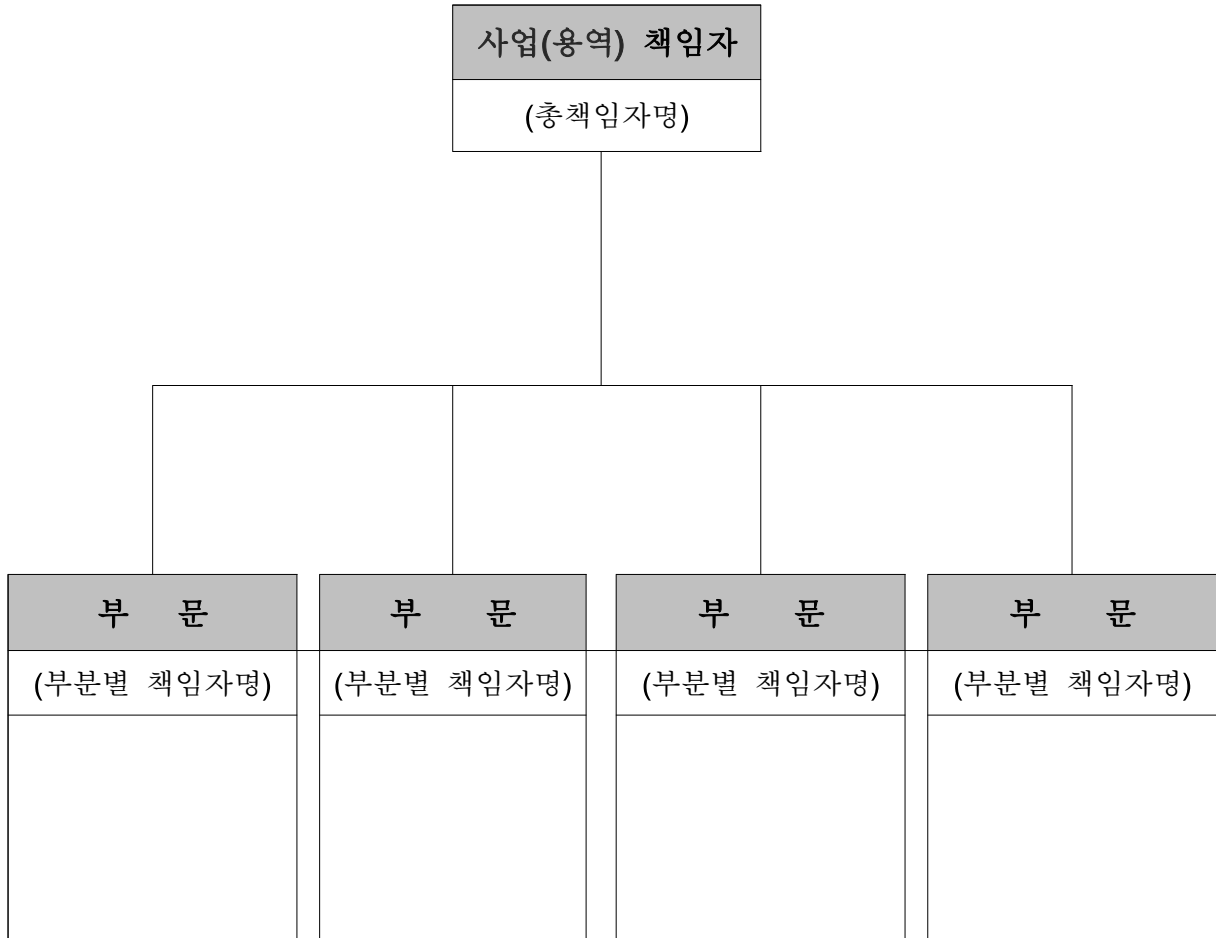 사업(용역) 책임자
(총책임자명)
부 문 부 문 부 문 부 문
(부분별 책임자명) (부분별 책임자명) (부분별 책임자명) (부분별 책임자명)